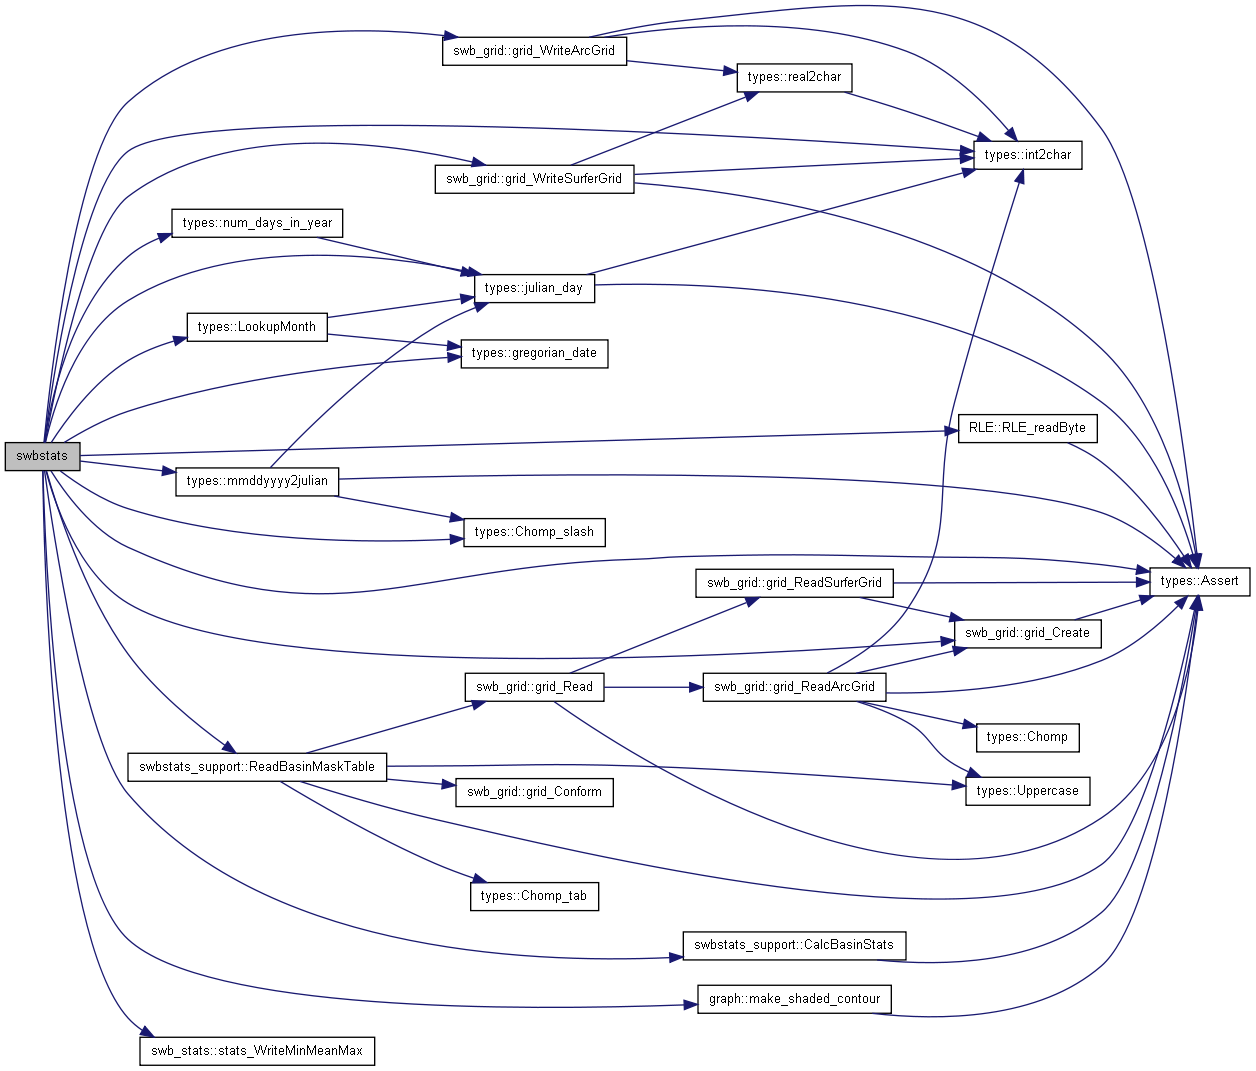 swb_grid::grid_WriteArcGrid
types::real2char
types::int2char
swb_grid::grid_WriteSurferGrid
types::num_days_in_year
types::julian_day
types::LookupMonth
types::gregorian_date
RLE::RLE_readByte
swbstats
types::mmddyyyy2julian
types::Chomp_slash
swb_grid::grid_ReadSurferGrid
types::Assert
swb_grid::grid_Create
swb_grid::grid_Read
swb_grid::grid_ReadArcGrid
types::Chomp
swbstats_support::ReadBasinMaskTable
swb_grid::grid_Conform
types::Uppercase
types::Chomp_tab
swbstats_support::CalcBasinStats
graph::make_shaded_contour
swb_stats::stats_WriteMinMeanMax